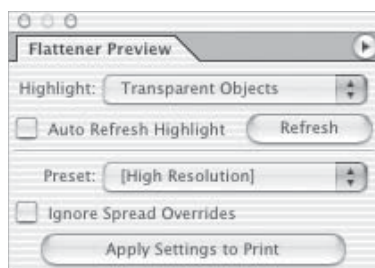 Flattener Preview
Highlight: Transparent Objects
Auto Refresh Highlight Refresh
Preset: [High Resolution]
Ignore Spread Overrides
Apply Settings to Print